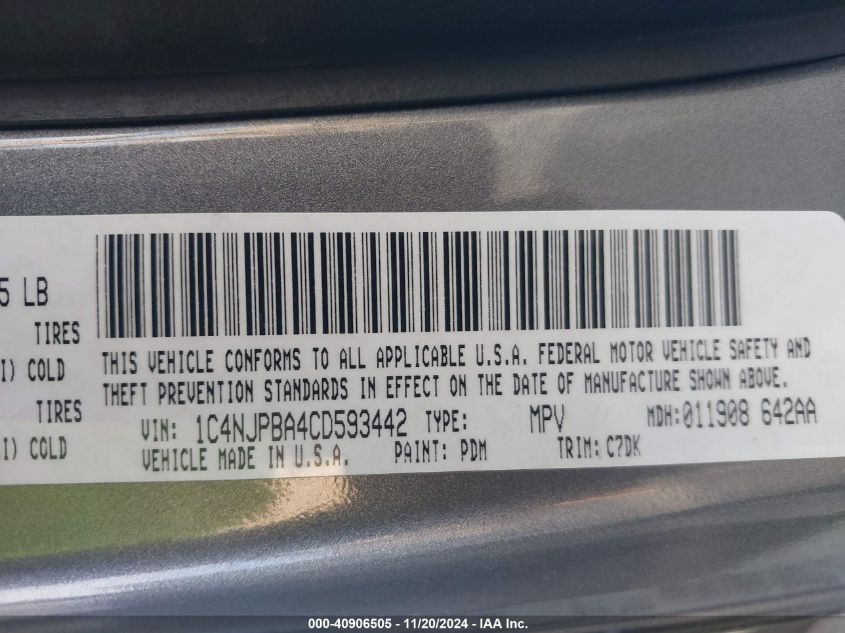 5 LB
TIRES
I) COLD
TIRES
I) COLD
THIS VEHICLE CONFORMS TO ALL APPLICABLE U.S.A. FEDERAL MOTOR VEHICLE SAFETY AND
THEFT PREVENTION STANDARDS IN EFFECT ON THE DATE OF MANUFACTURE SHOWN ABOVE.
VIN: 1C4NJPBA4CD593442 TYPE: MPV MDH:011908 642AA
VEHICLE MADE IN U.S.A. PAINT: PDM TRIM: C7DK
000-40906505 - 11/20/2024 - IAA Inc.